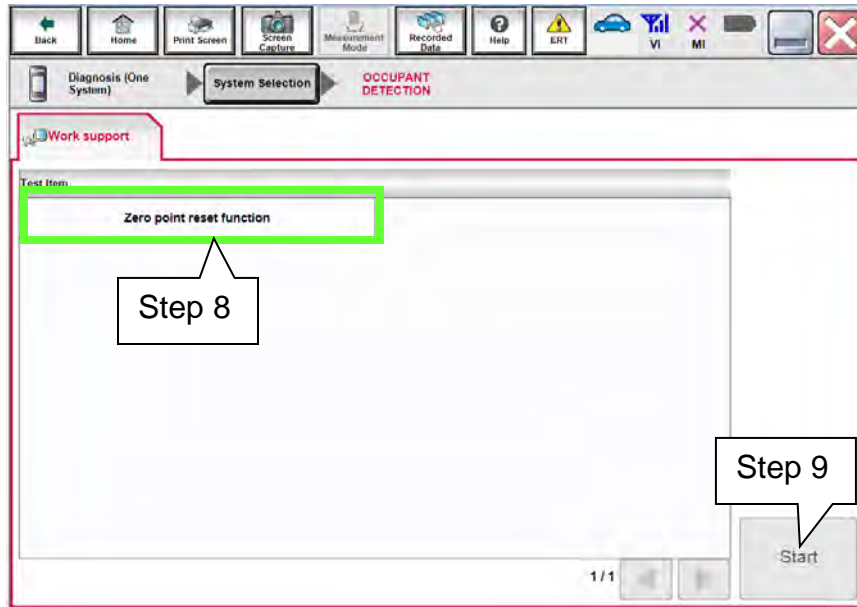 Back
Home
Print Screen
Screen
Capture
Measurement
Mode
Recorded
Data
Help
ERT
VI
MI
Diagnosis (One
System)
System Selection
OCCUPANT
DETECTION
Work support
Test Item
Zero point reset function
Step 8
Step 9
Start
1/1